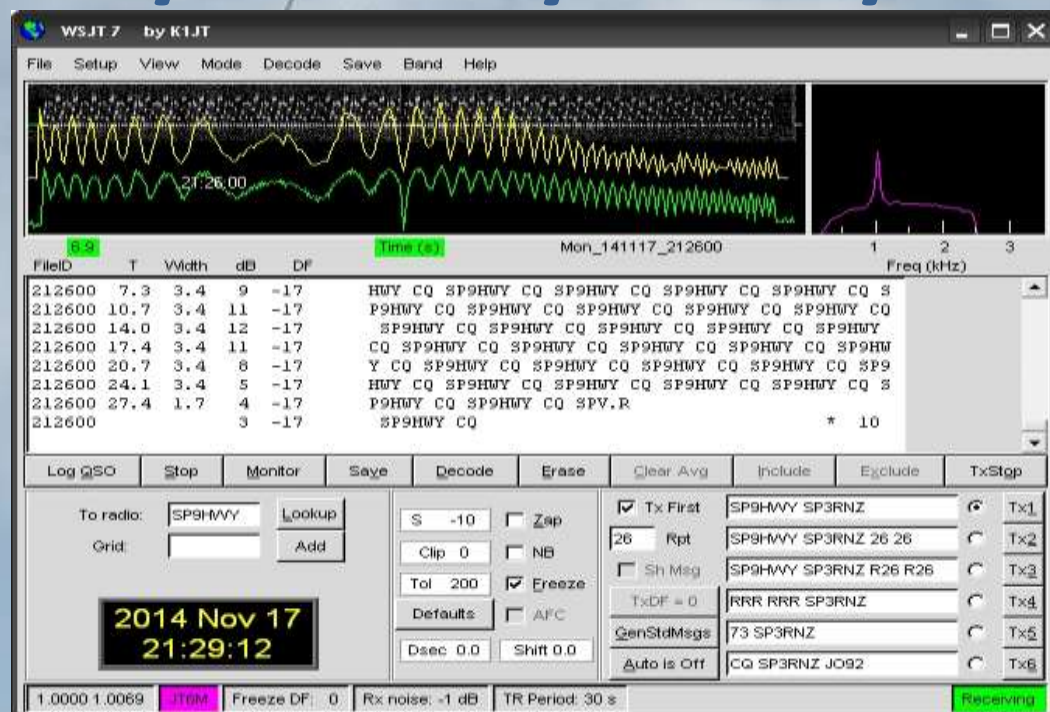 WSJT 7 by K1JT
File Setup View Mode Decode Save Band Help
21:26:00
6.9 Time (s) Mon_141117_212600 1 2 3
FileID T Width dB DF Freq (kHz)
212600 7.3 3.4 9 -17 HWY CQ SP9HWY CQ SP9HWY CQ SP9HWY CQ SP9HWY CQ S
212600 10.7 3.4 11 -17 P9HWY CQ SP9HWY CQ SP9HWY CQ SP9HWY CQ SP9HWY CQ
212600 14.0 3.4 12 -17 SP9HWY CQ SP9HWY CQ SP9HWY CQ SP9HWY CQ SP9HWY
212600 17.4 3.4 11 -17 CQ SP9HWY CQ SP9HWY CQ SP9HWY CQ SP9HWY CQ SP9HW
212600 20.7 3.4 8 -17 Y CQ SP9HWY CQ SP9HWY CQ SP9HWY CQ SP9HWY CQ SP9
212600 24.1 3.4 5 -17 HWY CQ SP9HWY CQ SP9HWY CQ SP9HWY CQ SP9HWY CQ S
212600 27.4 1.7 4 -17 P9HWY CQ SP9HWY CQ SPV.R
212600 3 -17 SP9HWY CQ * 10
Log QSO Stop Monitor Save Decode Erase Clear Avg Include Exclude TxStop
To radio: SP9HWY Lookup
Grid: Add
2014 Nov 17
21:29:12
S -10 Zap
Clip 0 NB
Tol 200 Freeze
Defaults AFC
Dsec 0.0 Shift 0.0
Tx First SP9HWY SP3RNZ Tx1
26 Rpt SP9HWY SP3RNZ 26 26 Tx2
Sh Msg SP9HWY SP3RNZ R26 R26 Tx3
TxDF = 0 RRR RRR SP3RNZ Tx4
GenStdMsgs 73 SP3RNZ Tx5
Auto is Off CQ SP3RNZ JO92 Tx6
1.0000 1.0069 JT6M Freeze DF: 0 Rx noise: -1 dB TR Period: 30 s Receiving